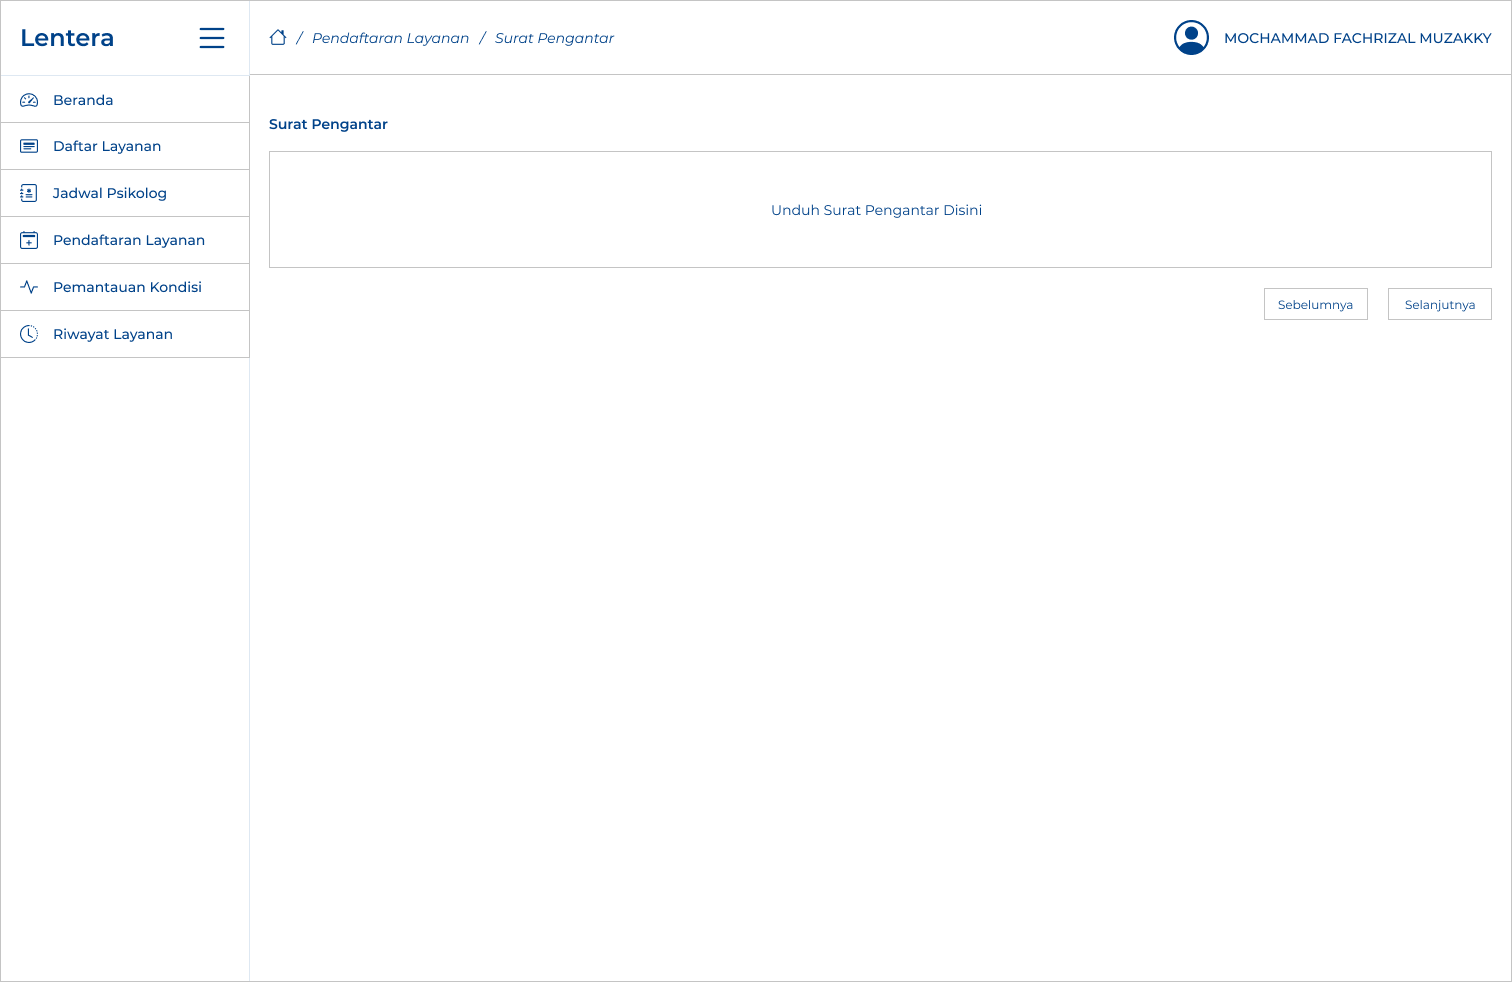 Lentera
/ Pendaftaran Layanan / Surat Pengantar
MOCHAMMAD FACHRIZAL MUZAKKY
Beranda
Daftar Layanan
Jadwal Psikolog
Pendaftaran Layanan
Pemantauan Kondisi
Riwayat Layanan
Surat Pengantar
Unduh Surat Pengantar Disini
Sebelumnya
Selanjutnya